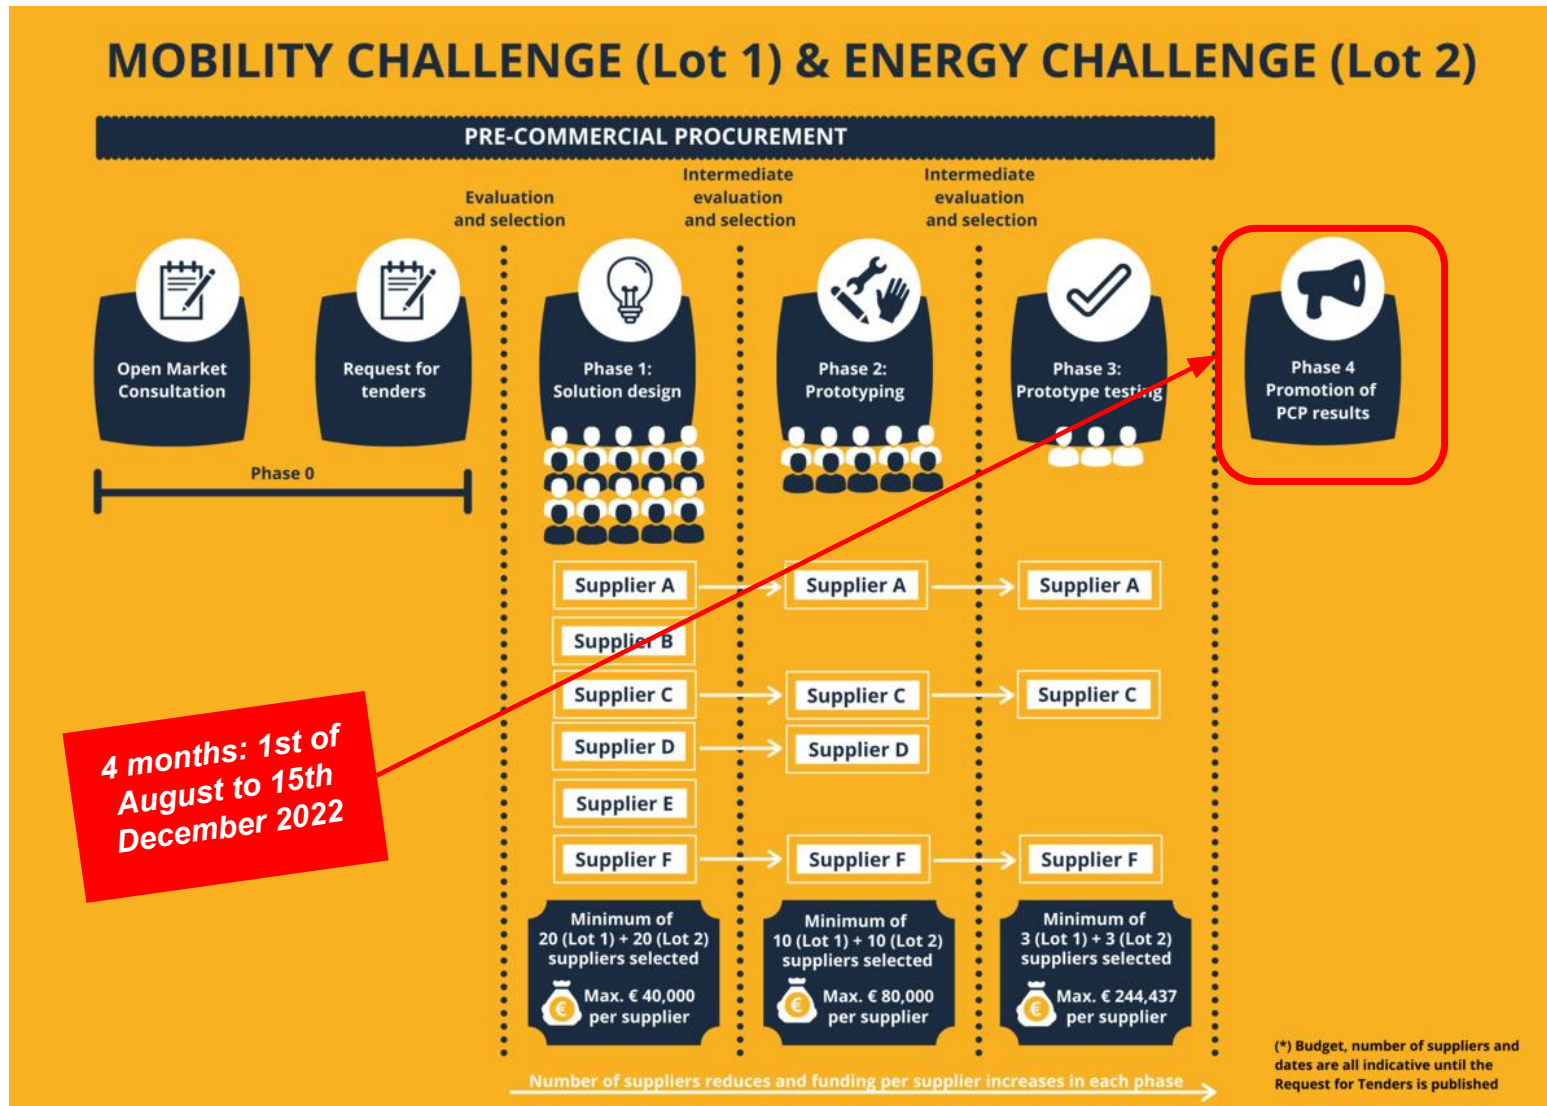 MOBILITY CHALLENGE (Lot 1) & ENERGY CHALLENGE (Lot 2)
PRE-COMMERCIAL PROCUREMENT
Evaluation
and selection
Intermediate
evaluation
and selection
Intermediate
evaluation
and selection
Open Market
Consultation
Request for
tenders
Phase 0
Phase 1:
Solution design
Phase 2:
Prototyping
Phase 3:
Prototype testing
Phase 4
Promotion of
PCP results
Supplier A
Supplier A
Supplier A
Supplier B
Supplier C
Supplier C
Supplier C
Supplier D
Supplier D
Supplier E
Supplier F
Supplier F
Supplier F
4 months: 1st of
August to 15th
December 2022
Minimum of
20 (Lot 1) + 20 (Lot 2)
suppliers selected
€
Max. € 40,000
per supplier
Minimum of
10 (Lot 1) + 10 (Lot 2)
suppliers selected
€
Max. € 80,000
per supplier
Minimum of
3 (Lot 1) + 3 (Lot 2)
suppliers selected
€
Max. € 244,437
per supplier
Number of suppliers reduces and funding per supplier increases in each phase
(*) Budget, number of suppliers and
dates are all indicative until the
Request for Tenders is published